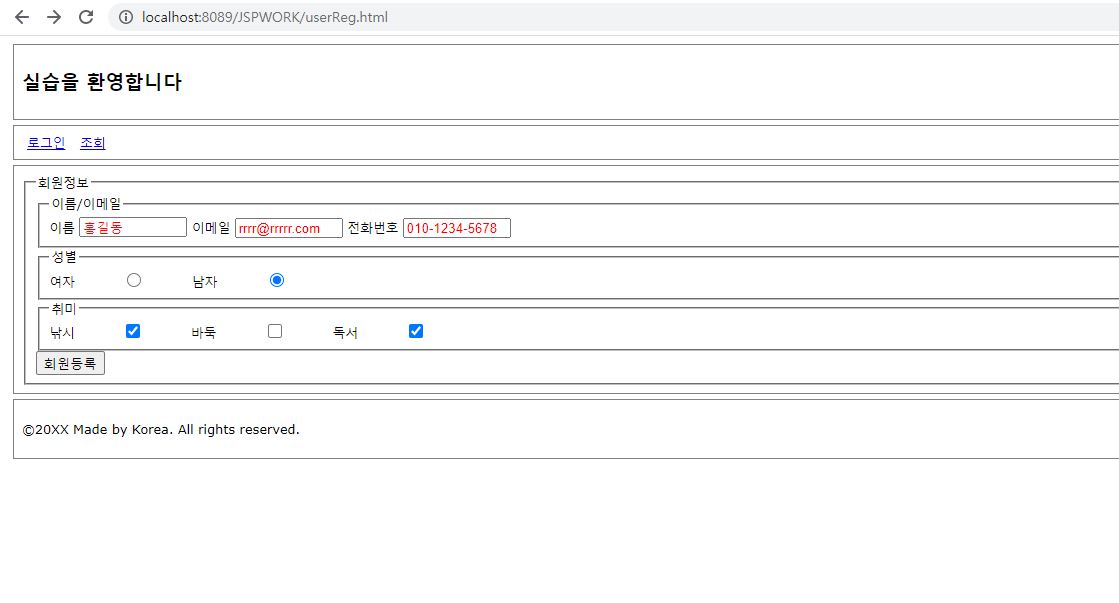 localhost:8089/JSPWORK/userReg.html
실습을 환영합니다
로그인 조회
회원정보
이름/이메일
이름 홍길동 이메일 rrrr@rrrrr.com 전화번호 010-1234-5678
성별
여자 남자
취미
낚시 바둑 독서
회원등록
©20XX Made by Korea. All rights reserved.